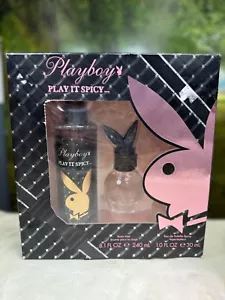 Playboy
PLAY IT SPICY...
Playboy
PLAY IT SPICY...
8.1 FL OZ ℮ 240 mL
1.0 FL OZ ℮ 30 mL